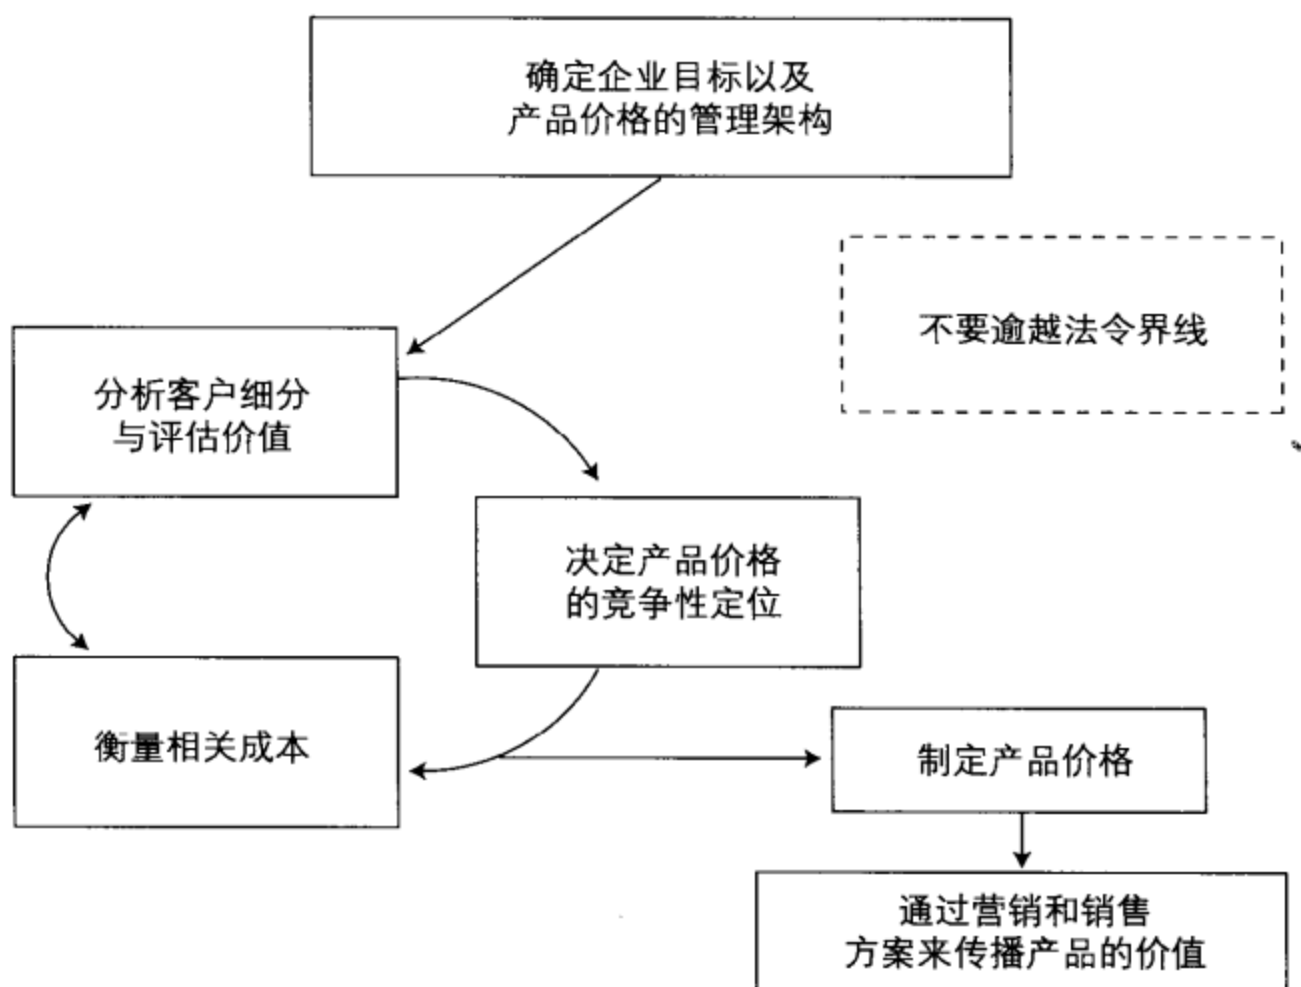 确定企业目标以及
产品价格的管理架构
不要逾越法令界线
分析客户细分
与评估价值
决定产品价格
的竞争性定位
衡量相关成本
制定产品价格
通过营销和销售
方案来传播产品的价值